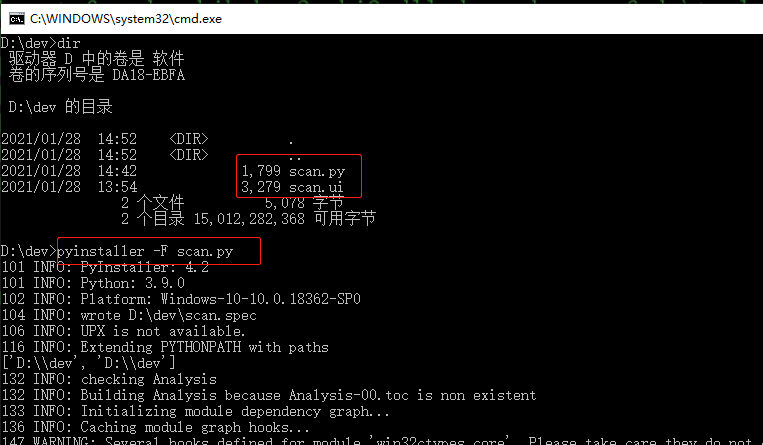 C:\WINDOWS\system32\cmd.exe
D:\dev>dir
驱动器 D 中的卷是 软件
卷的序列号是 DA18-EBFA
D:\dev 的目录
2021/01/28  14:52    <DIR>          .
2021/01/28  14:52    <DIR>          ..
2021/01/28  14:42             1,799 scan.py
2021/01/28  13:54             3,279 scan.ui
2 个文件          5,078 字节
2 个目录 15,012,282,368 可用字节
D:\dev>pyinstaller -F scan.py
101 INFO: PyInstaller: 4.2
101 INFO: Python: 3.9.0
102 INFO: Platform: Windows-10-10.0.18362-SP0
104 INFO: wrote D:\dev\scan.spec
106 INFO: UPX is not available.
116 INFO: Extending PYTHONPATH with paths
['D:\\dev', 'D:\\dev']
132 INFO: checking Analysis
132 INFO: Building Analysis because Analysis-00.toc is non existent
133 INFO: Initializing module dependency graph...
136 INFO: Caching module graph hooks...
147 WARNING: Several hooks defined for module 'win32ctypes.core'. Please take care they do not